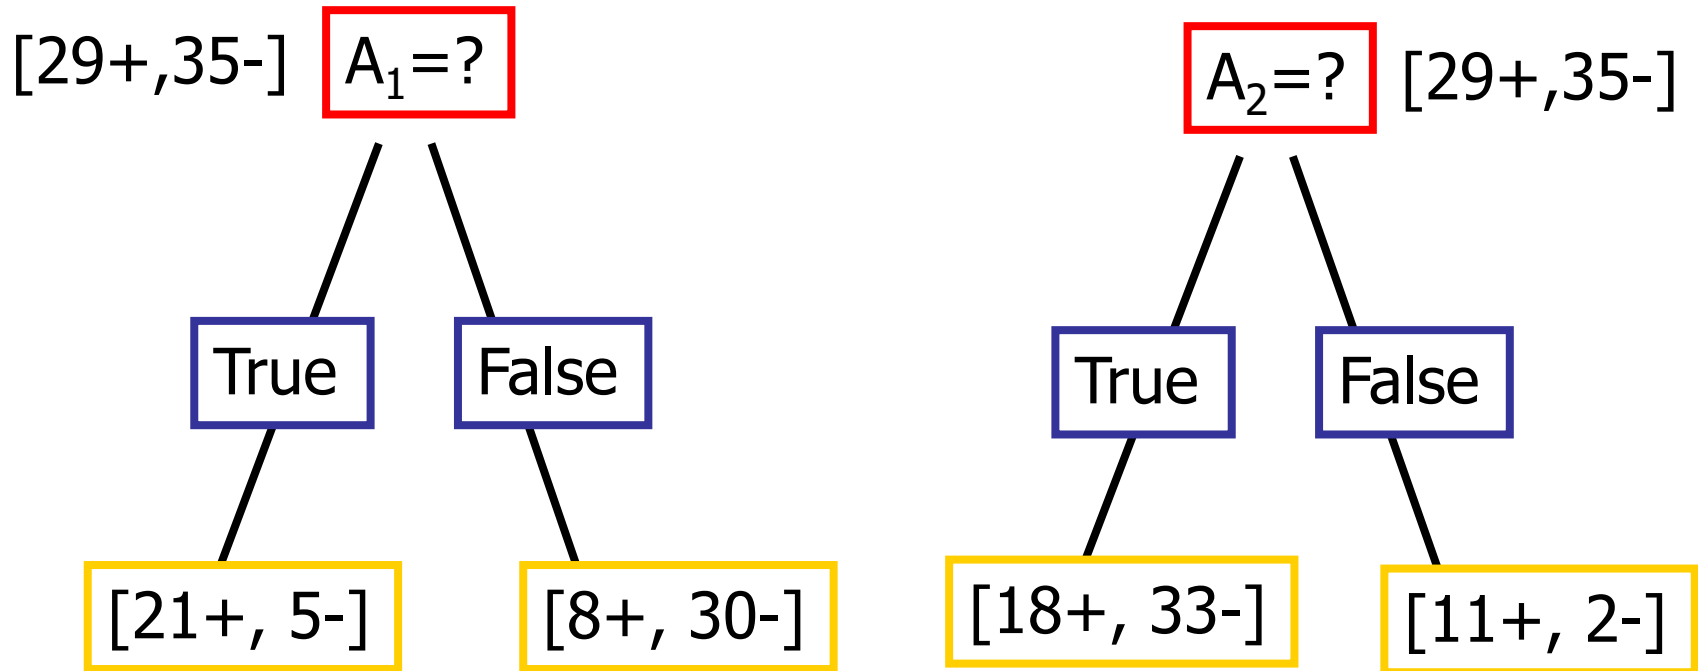 [29+,35-] A₁=?
A₂=? [29+,35-]
True False
True False
[21+, 5-] [8+, 30-]
[18+, 33-] [11+, 2-]